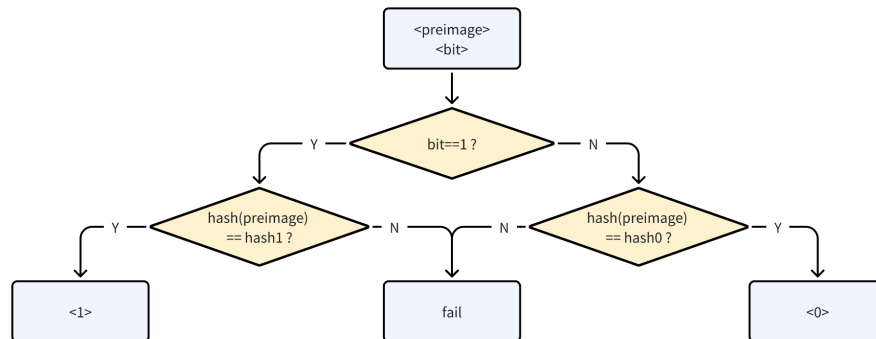 <preimage>
<bit>
bit==1 ?
Y
N
hash(preimage)
== hash1 ?
hash(preimage)
== hash0 ?
Y
N
N
Y
<1>
fail
<0>